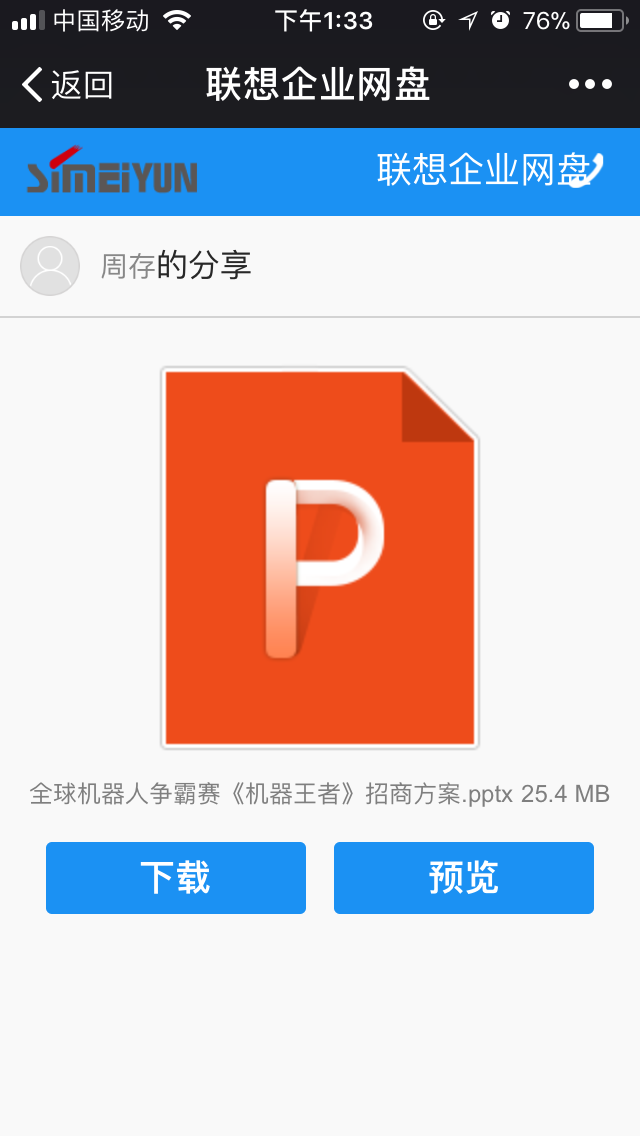 中国移动 下午1:33 76%
返回 联想企业网盘
SiMEiYUN 联想企业网盘
周存的分享
P
全球机器人争霸赛《机器王者》招商方案.pptx 25.4 MB
下载 预览